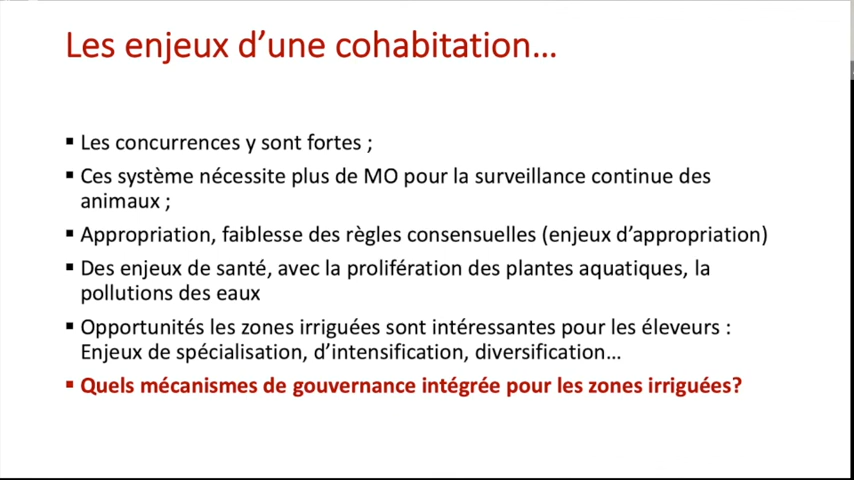 Les enjeux d’une cohabitation…
▪ Les concurrences y sont fortes ;
▪ Ces système nécessite plus de MO pour la surveillance continue des
animaux ;
▪ Appropriation, faiblesse des règles consensuelles (enjeux d’appropriation)
▪ Des enjeux de santé, avec la prolifération des plantes aquatiques, la
pollutions des eaux
▪ Opportunités les zones irriguées sont intéressantes pour les éleveurs :
Enjeux de spécialisation, d’intensification, diversification…
▪ Quels mécanismes de gouvernance intégrée pour les zones irriguées?